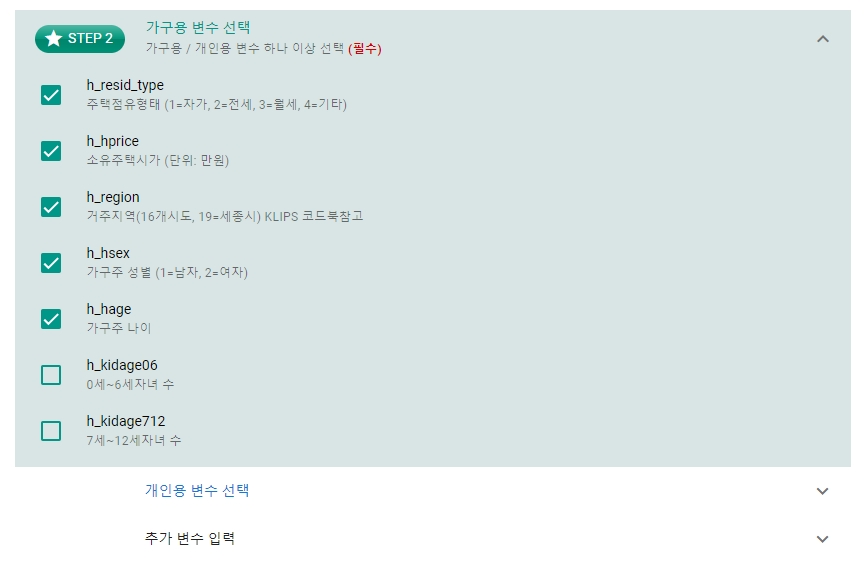 STEP 2
가구용 변수 선택
가구용 / 개인용 변수 하나 이상 선택 (필수)
h_resid_type
주택점유형태 (1=자가, 2=전세, 3=월세, 4=기타)
h_hprice
소유주택시가 (단위: 만원)
h_region
거주지역(16개시도, 19=세종시) KLIPS 코드북참고
h_hsex
가구주 성별 (1=남자, 2=여자)
h_hage
가구주 나이
h_kidage06
0세~6세자녀 수
h_kidage712
7세~12세자녀 수
개인용 변수 선택
추가 변수 입력